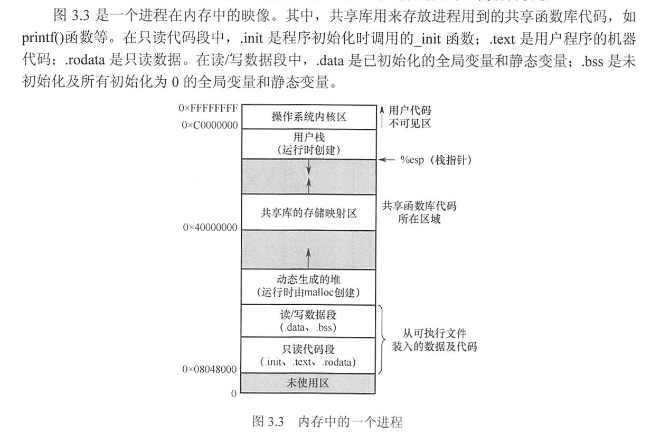 图 3.3 是一个进程在内存中的映像。其中，共享库用来存放进程用到的共享函数库代码，如
printf()函数等。在只读代码段中，.init 是程序初始化时调用的_init 函数；.text 是用户程序的机器
代码；.rodata 是只读数据。在读/写数据段中，.data 是已初始化的全局变量和静态变量；.bss 是未
初始化及所有初始化为 0 的全局变量和静态变量。
0×FFFFFFFF
操作系统内核区
用户代码
不可见区
0×C0000000
用户栈
(运行时创建)
%esp（栈指针）
共享库的存储映射区
共享函数库代码
所在区域
0×40000000
动态生成的堆
(运行时由malloc创建)
读/写数据段
(.data、.bss)
从可执行文件
装入的数据及代码
只读代码段
(.init、.text、.rodata)
0×08048000
未使用区
0
图 3.3 内存中的一个进程